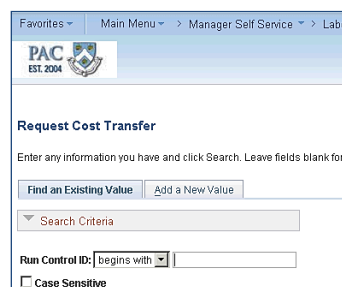 Favorites Main Menu > Manager Self Service > Lab
PAC
EST. 2004
Request Cost Transfer
Enter any information you have and click Search. Leave fields blank for
Find an Existing Value Add a New Value
Search Criteria
Run Control ID: begins with
Case Sensitive